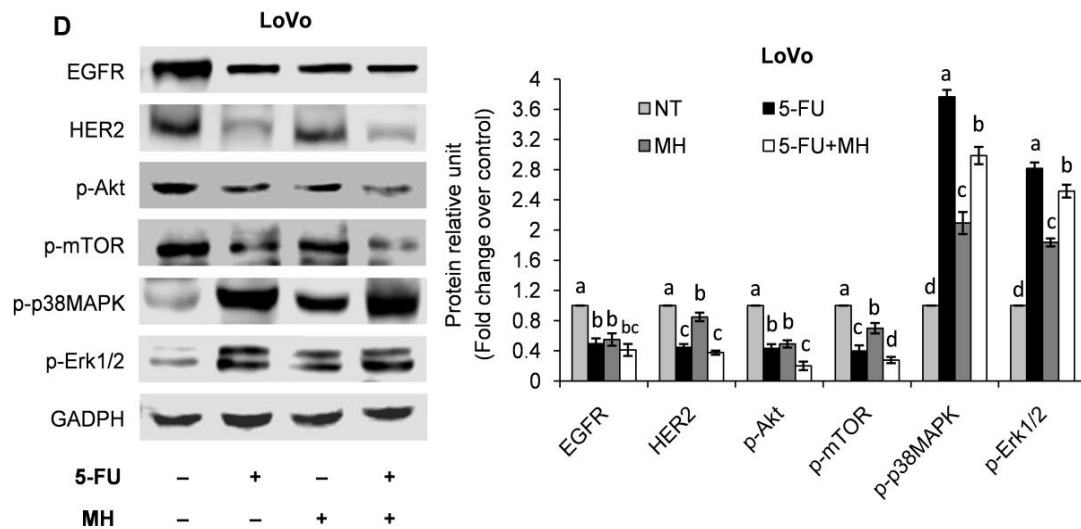 D
LoVo
EGFR
HER2
p-Akt
p-mTOR
p-p38MAPK
p-Erk1/2
GADPH
5-FU – + – +
MH – – + +
LoVo
Protein relative unit
(Fold change over control)
4
3.6
3.2
2.8
2.4
2
1.6
1.2
0.8
0.4
0
NT 5-FU
MH 5-FU+MH
a b b bc
a c b c
a b b c
a c b d
d a c b
d a c b
EGFR
HER2
p-Akt
p-mTOR
p-p38MAPK
p-Erk1/2